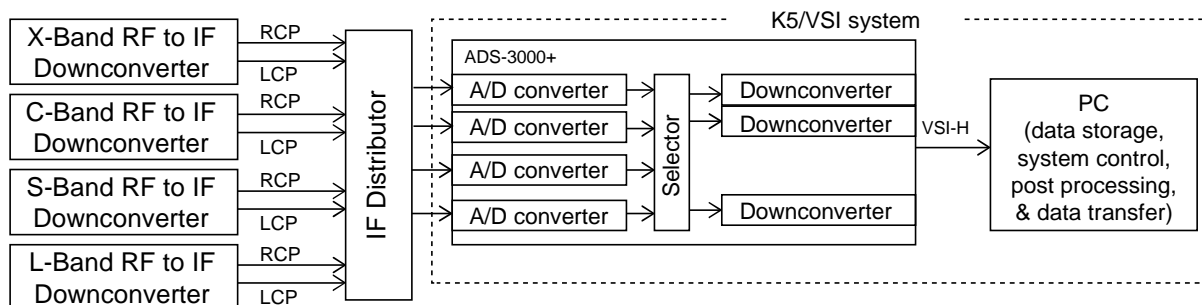 K5/VSI system
X-Band RF to IF
Downconverter
RCP
LCP
C-Band RF to IF
Downconverter
RCP
LCP
S-Band RF to IF
Downconverter
RCP
LCP
L-Band RF to IF
Downconverter
RCP
LCP
IF Distributor
ADS-3000+
A/D converter
A/D converter
A/D converter
A/D converter
Selector
Downconverter
Downconverter
Downconverter
VSI-H
PC
(data storage,
system control,
post processing,
& data transfer)